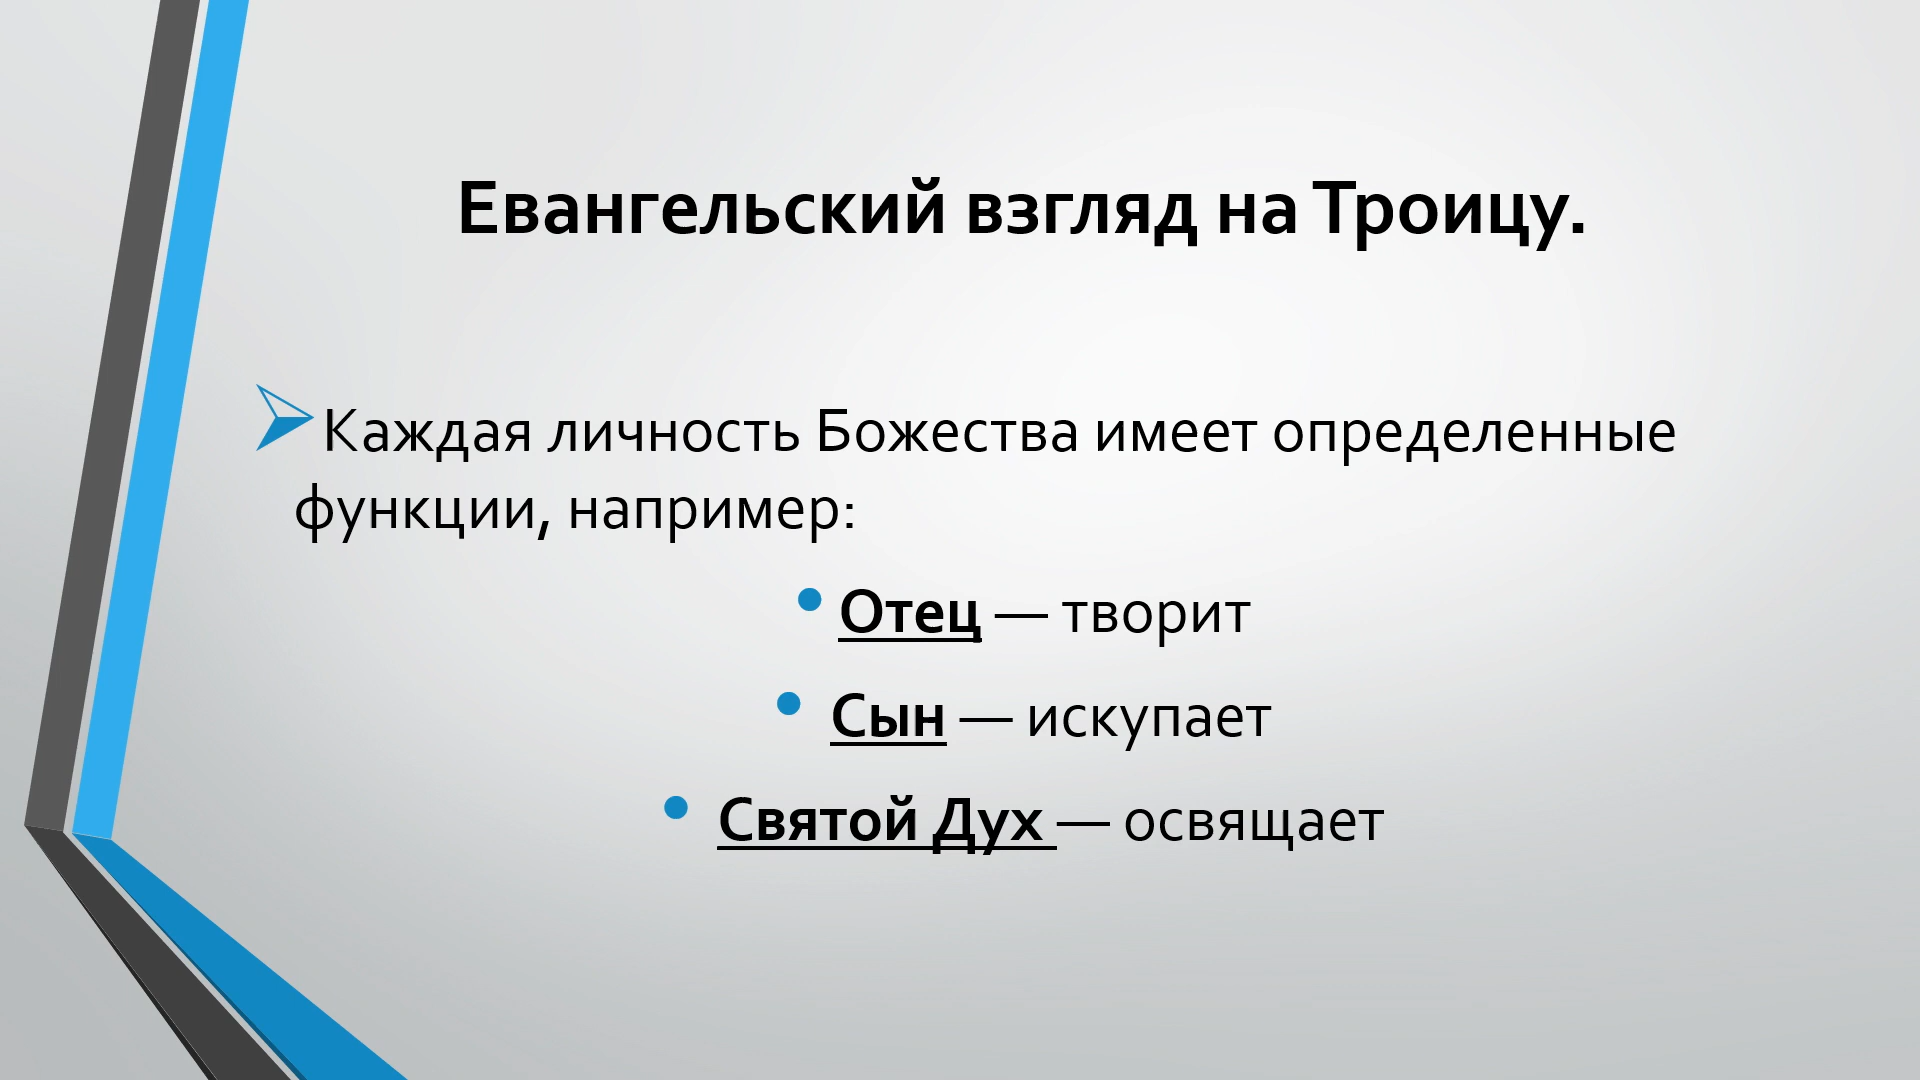 Евангельский взгляд на Троицу.
Каждая личность Божества имеет определенные
функции, например:
• Отец — творит
• Сын — искупает
• Святой Дух — освящает